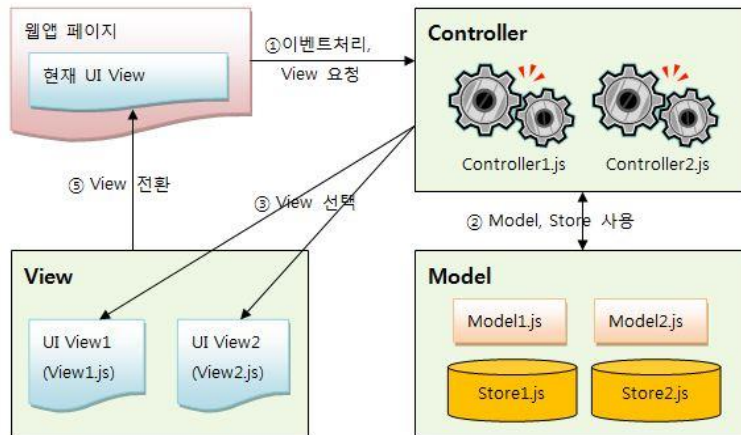 웹앱 페이지
현재 UI View
①이벤트처리,
View 요청
Controller
Controller1.js
Controller2.js
⑤ View 전환
③ View 선택
② Model, Store 사용
View
UI View1
(View1.js)
UI View2
(View2.js)
Model
Model1.js
Model2.js
Store1.js
Store2.js